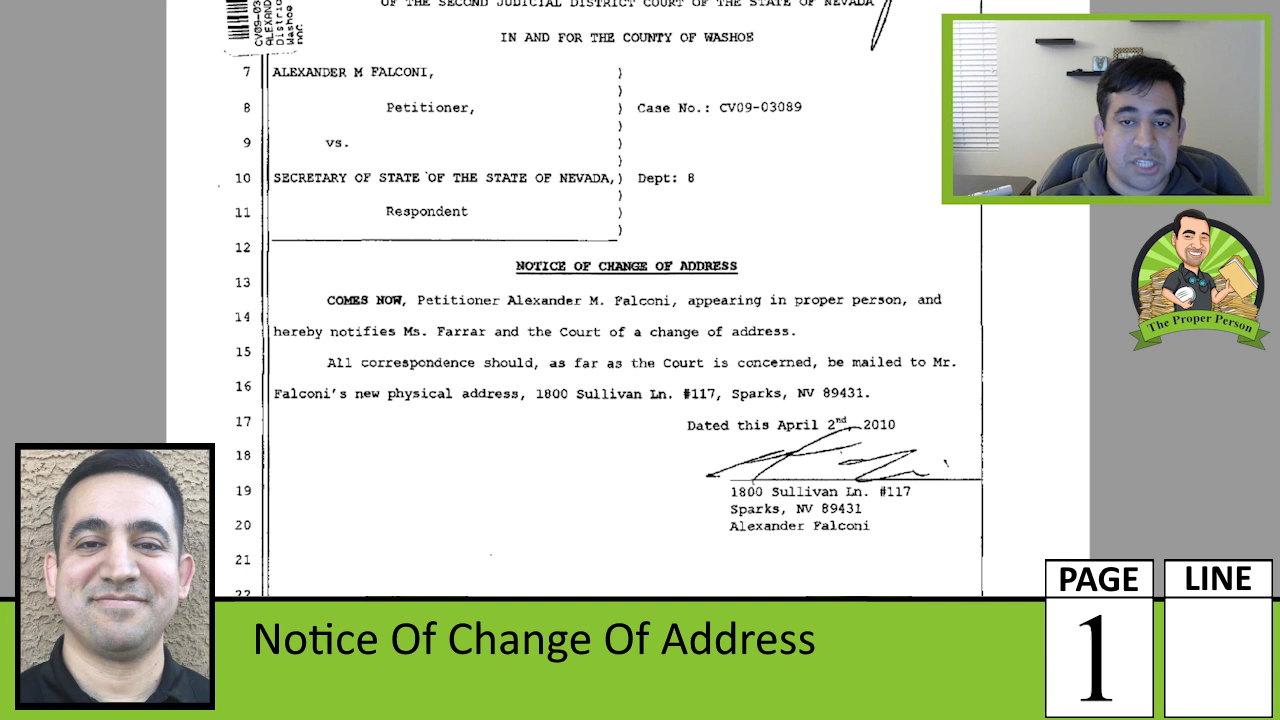 OF THE SECOND JUDICIAL DISTRICT COURT OF THE STATE OF NEVADA
IN AND FOR THE COUNTY OF WASHOE
7 ALEXANDER M FALCONI, )
)
8 Petitioner, ) Case No.: CV09-03089
)
9 vs. )
)
10 SECRETARY OF STATE OF THE STATE OF NEVADA,) Dept: 8
)
11 Respondent )
)
12
NOTICE OF CHANGE OF ADDRESS
13
COMES NOW, Petitioner Alexander M. Falconi, appearing in proper person, and
14
hereby notifies Ms. Farrar and the Court of a change of address.
15
All correspondence should, as far as the Court is concerned, be mailed to Mr.
16
Falconi's new physical address, 1800 Sullivan Ln. #117, Sparks, NV 89431.
17 Dated this April 2nd, 2010
18
19 1800 Sullivan Ln. #117
Sparks, NV 89431
20 Alexander Falconi
21
22
The Proper Person
Notice Of Change Of Address
PAGE
1
LINE